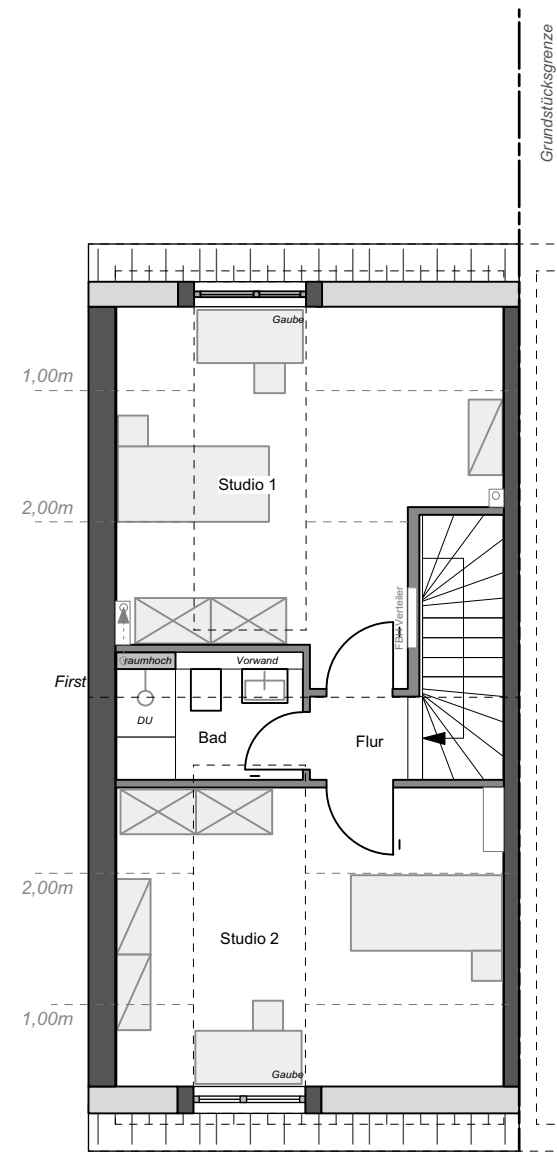 Grundstücksgrenze
Gaube
1,00m
Studio 1
2,00m
FBH-Verteiler
raumhoch
Vorwand
First
DU
Bad
Flur
2,00m
Studio 2
1,00m
Gaube